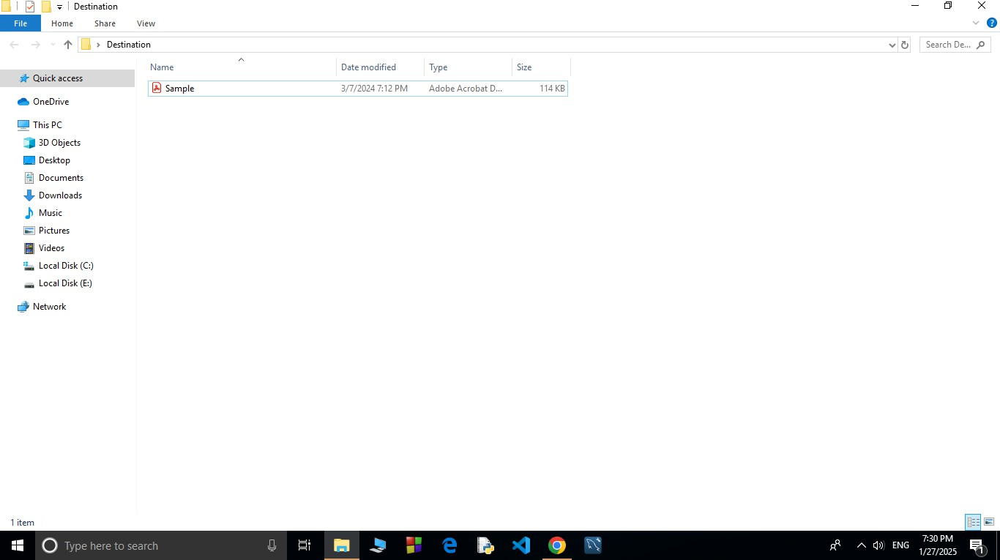 Destination
File Home Share View
Destination
Search De...
Name Date modified Type Size
Sample 3/7/2024 7:12 PM Adobe Acrobat D... 114 KB
Quick access
OneDrive
This PC
3D Objects
Desktop
Documents
Downloads
Music
Pictures
Videos
Local Disk (C:)
Local Disk (E:)
Network
1 item
Type here to search
ENG
7:30 PM
1/27/2025
1